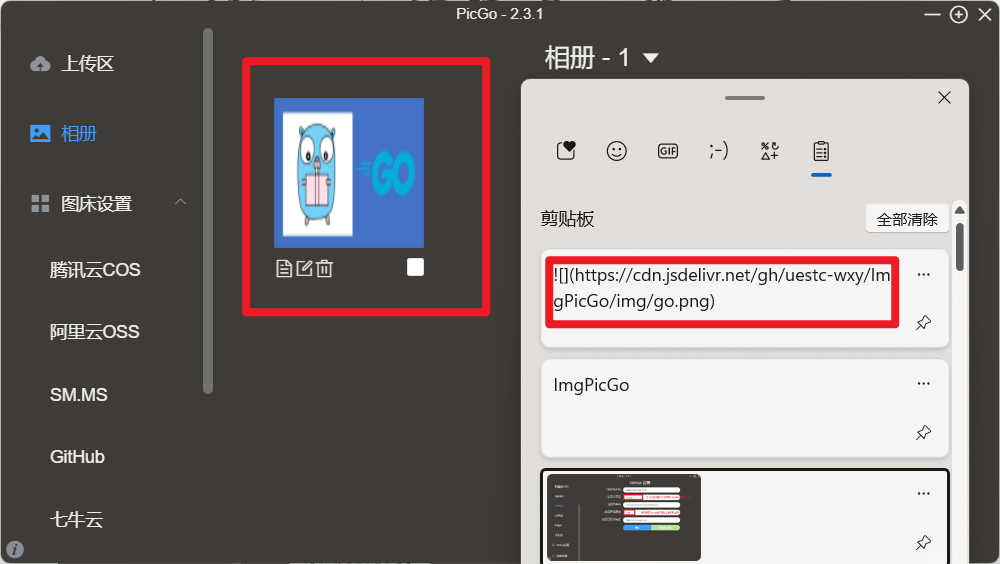 PicGo - 2.3.1
上传区
相册
图床设置
腾讯云COS
阿里云OSS
SM.MS
GitHub
七牛云
相册 - 1
GO
GIF
;-)
剪贴板
全部清除
![](https://cdn.jsdelivr.net/gh/uestc-wxy/Im
gPicGo/img/go.png)
ImgPicGo